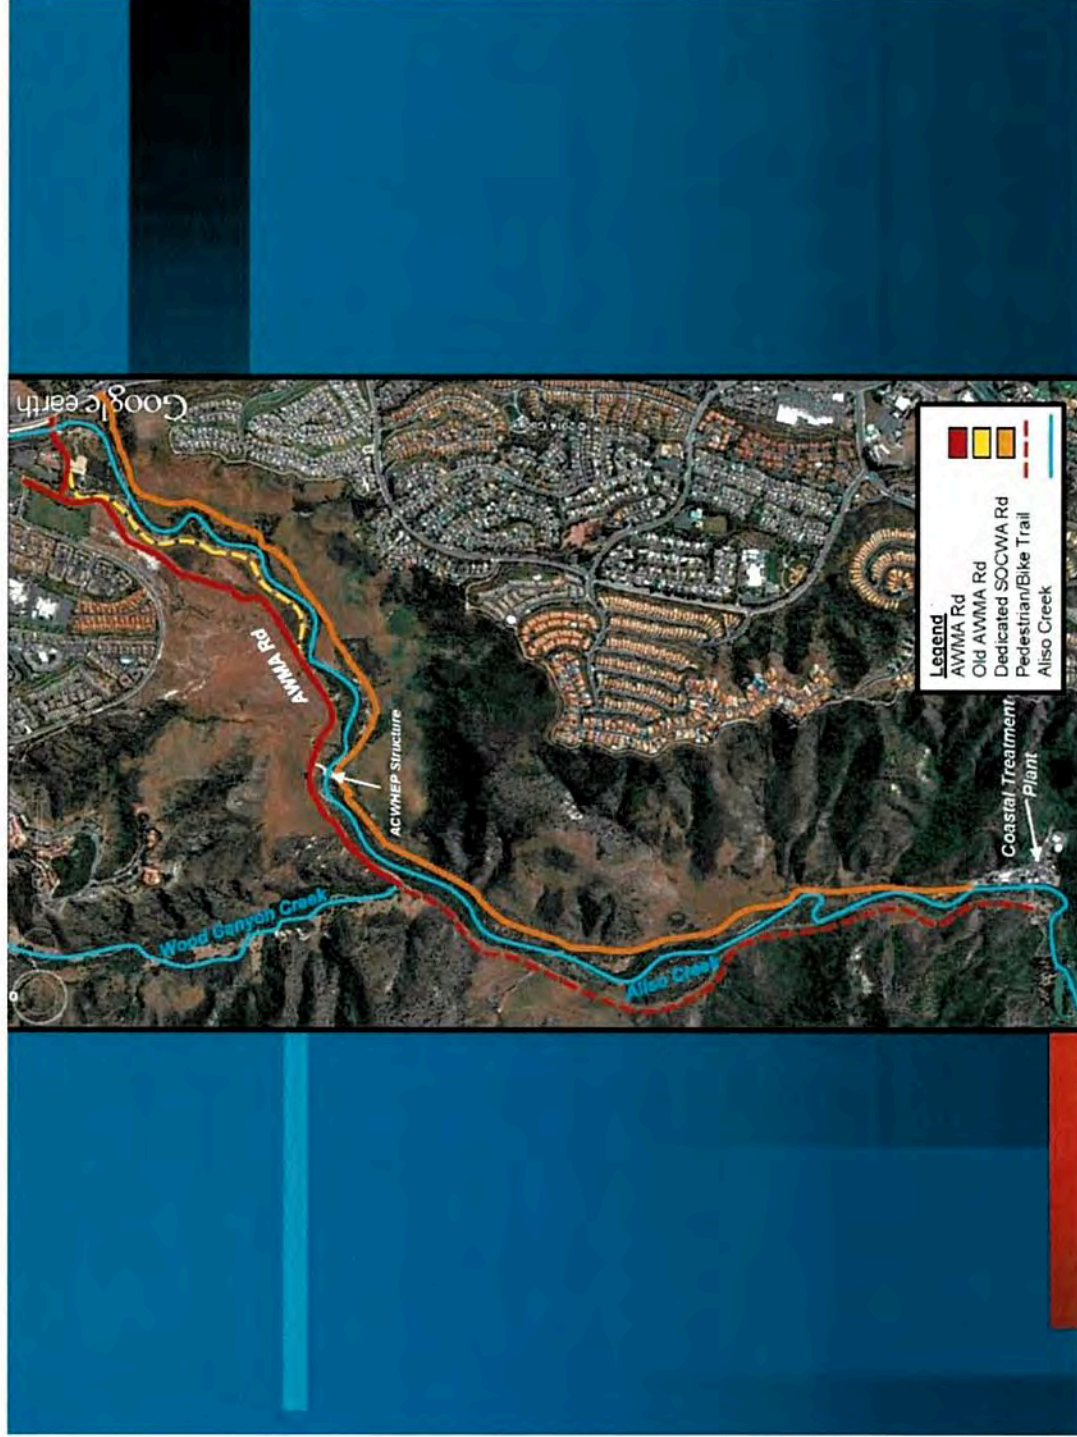 Google earth
AWMA Rd
ACWHEP Structure
Wood Canyon Creek
Aliso Creek
Coastal Treatment
Plant
Legend
AWMA Rd
Old AWMA Rd
Dedicated SOCWA Rd
Pedestrian/Bike Trail
Aliso Creek